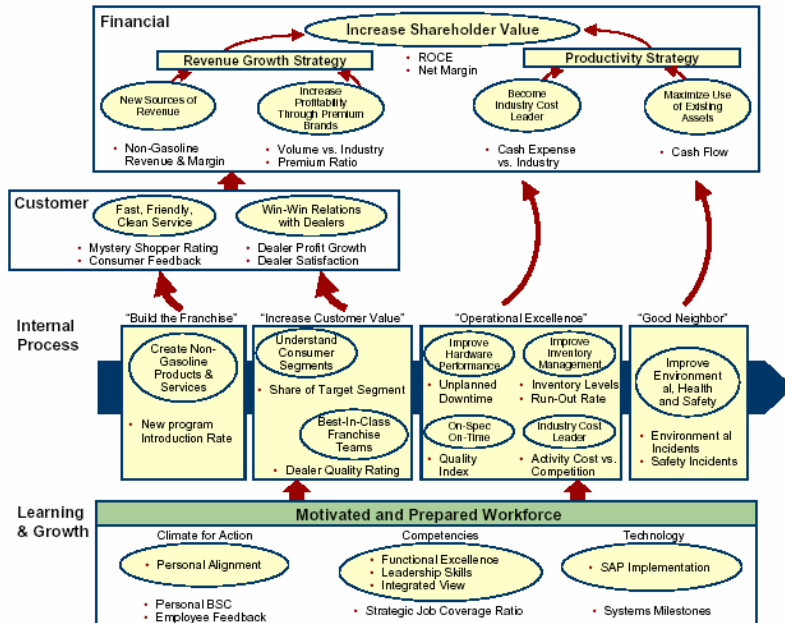 Financial
Increase Shareholder Value
Revenue Growth Strategy
• ROCE
• Net Margin
Productivity Strategy
New Sources of
Revenue
Increase
Profitability
Through Premium
Brands
Become
Industry Cost
Leader
Maximize Use
of Existing
Assets
• Non-Gasoline
Revenue & Margin
• Volume vs. Industry
• Premium Ratio
• Cash Expense
vs. Industry
• Cash Flow
Customer
Fast, Friendly,
Clean Service
Win-Win Relations
with Dealers
• Mystery Shopper Rating
• Consumer Feedback
• Dealer Profit Growth
• Dealer Satisfaction
Internal
Process
"Build the Franchise"
"Increase Customer Value"
"Operational Excellence"
"Good Neighbor"
Create Non-
Gasoline
Products &
Services
• New program
Introduction Rate
Understand
Consumer
Segments
• Share of Target Segment
Best-In-Class
Franchise
Teams
• Dealer Quality Rating
Improve
Hardware
Performance
• Unplanned
Downtime
Improve
Inventory
Management
• Inventory Levels
• Run-Out Rate
On-Spec
On-Time
• Quality
Index
Industry Cost
Leader
• Activity Cost vs.
Competition
Improve
Environment
al, Health
and Safety
• Environment al
Incidents
• Safety Incidents
Learning
& Growth
Motivated and Prepared Workforce
Climate for Action
• Personal Alignment
• Personal BSC
• Employee Feedback
Competencies
• Functional Excellence
• Leadership Skills
• Integrated View
• Strategic Job Coverage Ratio
Technology
• SAP Implementation
• Systems Milestones